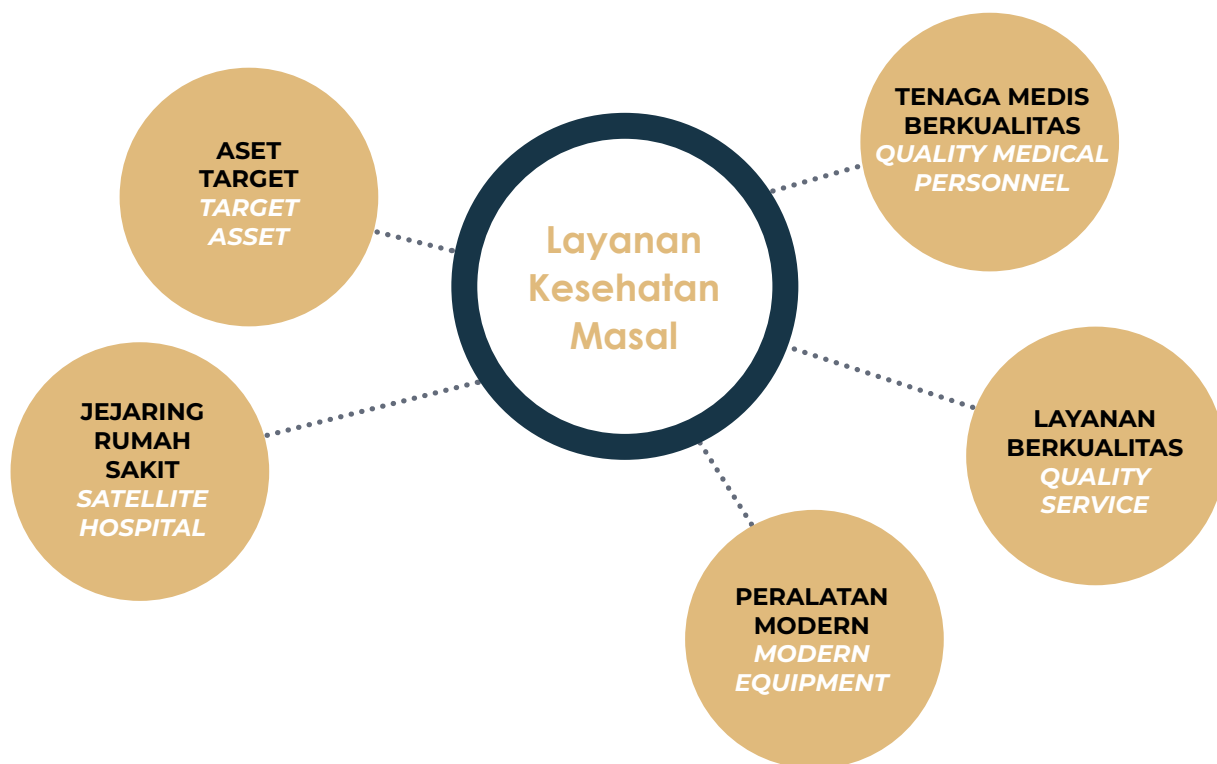 ASET
TARGET
TARGET
ASSET
JEJARING
RUMAH
SAKIT
SATELLITE
HOSPITAL
Layanan
Kesehatan
Masal
TENAGA MEDIS
BERKUALITAS
QUALITY MEDICAL
PERSONNEL
LAYANAN
BERKUALITAS
QUALITY
SERVICE
PERALATAN
MODERN
MODERN
EQUIPMENT